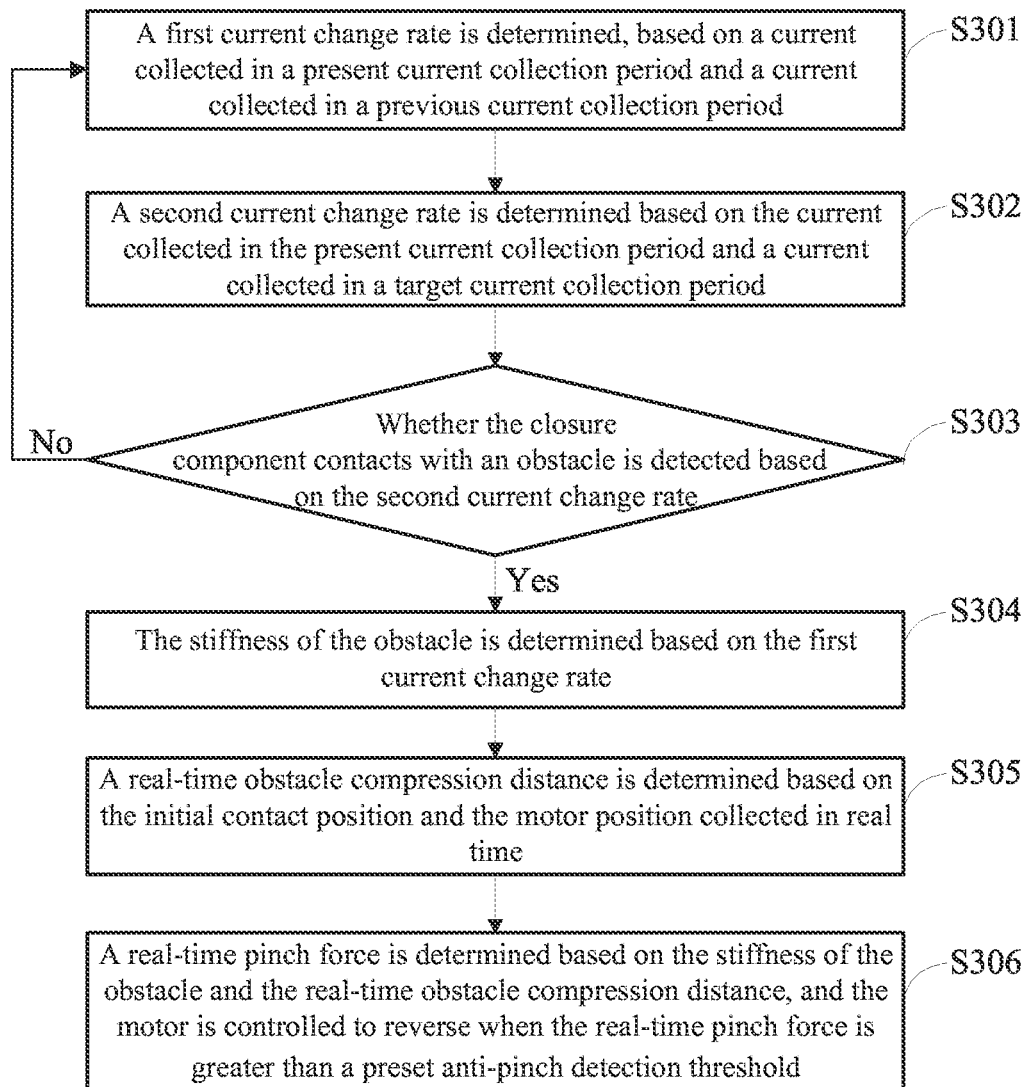 A first current change rate is determined, based on a current
collected in a present current collection period and a current
collected in a previous current collection period
S301
A second current change rate is determined based on the current
collected in the present current collection period and a current
collected in a target current collection period
S302
Whether the closure
component contacts with an obstacle is detected based
on the second current change rate
S303
No
Yes
The stiffness of the obstacle is determined based on the first
current change rate
S304
A real-time obstacle compression distance is determined based on
the initial contact position and the motor position collected in real
time
S305
A real-time pinch force is determined based on the stiffness of the
obstacle and the real-time obstacle compression distance, and the
motor is controlled to reverse when the real-time pinch force is
greater than a preset anti-pinch detection threshold
S306